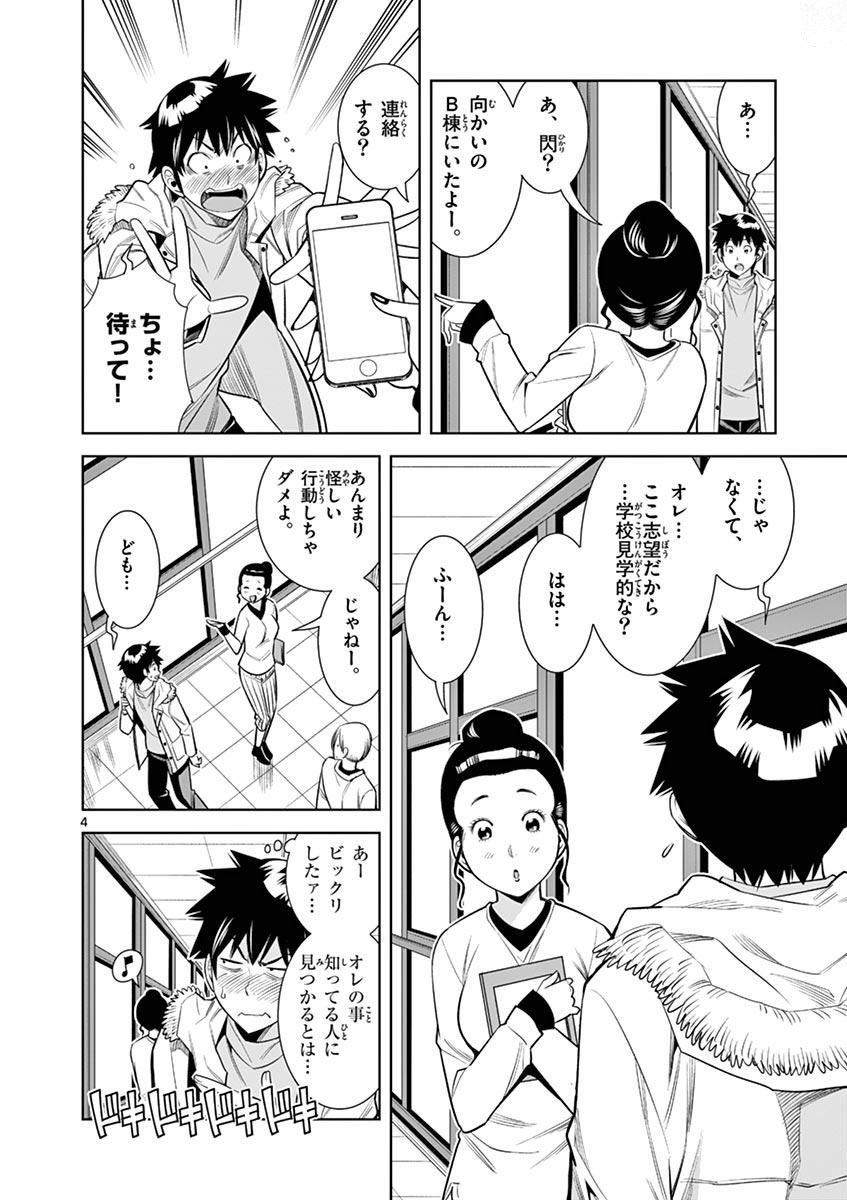 あ…
あ、閃?
向かいの
B棟にいたよー。
連絡
する?
ちょ…
待って!
…じゃ
なくて、
オレ…
ここ志望だから
…学校見学的な?
はは…
ふーん…
あんまり
怪しい
行動しちゃ
ダメよ。
じゃねー。
ども…
あー
ビックリ
したァ…
オレの事
知ってる人に
見つかるとは…
ドキドキドキドキ
4